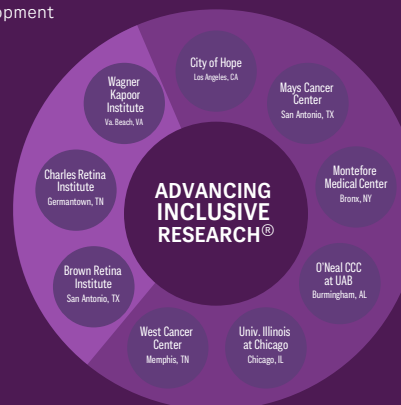 opment
City of Hope
Los Angeles, CA
Mays Cancer
Center
San Antonio, TX
Montefore
Medical Center
Bronx, NY
O'Neal CCC
at UAB
Burmingham, AL
Univ. Illinois
at Chicago
Chicago, IL
West Cancer
Center
Memphis, TN
Brown Retina
Institute
San Antonio, TX
Charles Retina
Institute
Germantown, TN
Wagner
Kapoor
Institute
Va. Beach, VA
ADVANCING
INCLUSIVE
RESEARCH®